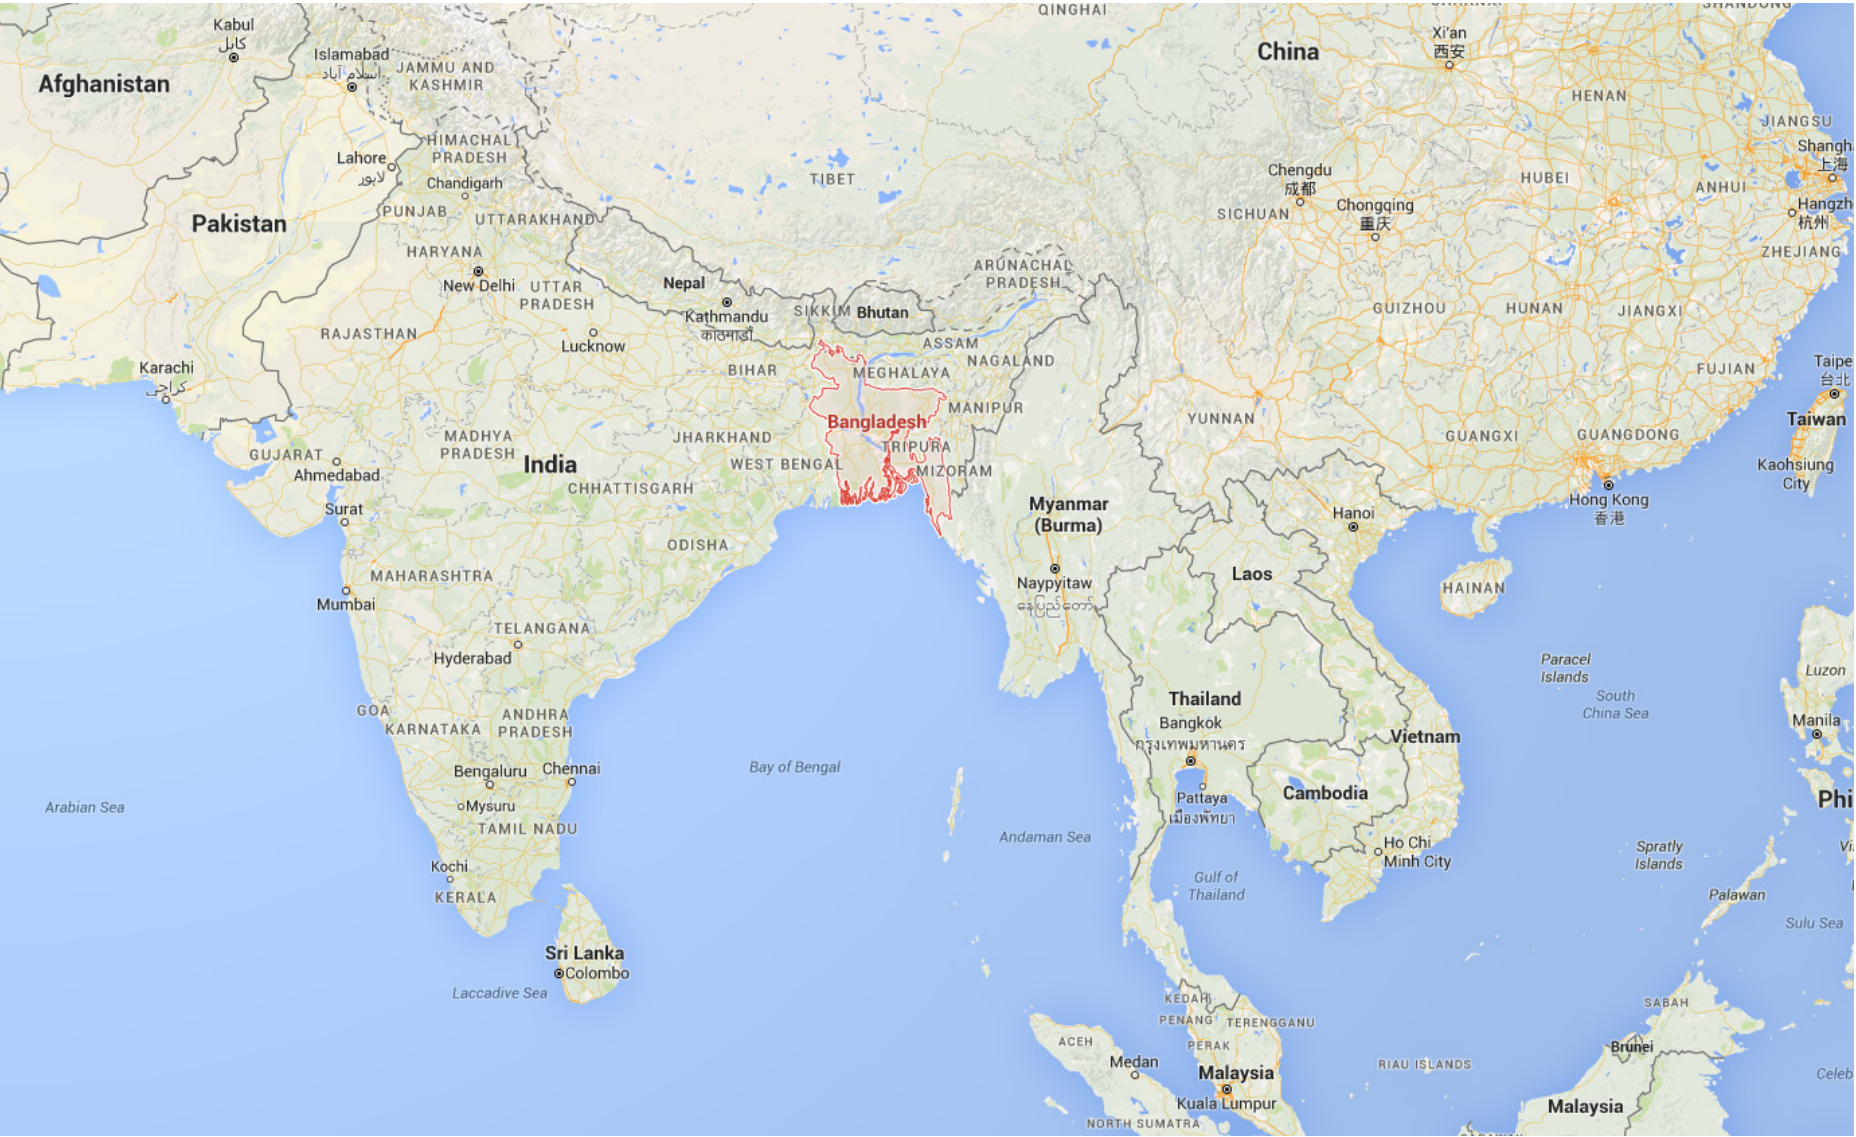 QINGHAI
SHANDONG
Kabul
کابل
Xi'an
西安
China
Islamabad
اسلام آباد
JAMMU AND
KASHMIR
Afghanistan
HENAN
JIANGSU
HIMACHAL
PRADESH
Lahore
لاہور
Shangh
上海
Chandigarh
TIBET
Chengdu
成都
HUBEI
ANHUI
Chongqing
重庆
Hangzh
杭州
PUNJAB
UTTARAKHAND
SICHUAN
Pakistan
HARYANA
ZHEJIANG
ARUNACHAL
PRADESH
New Delhi
UTTAR
PRADESH
Nepal
Kathmandu
काठमाडौं
SIKKIM
Bhutan
GUIZHOU
HUNAN
JIANGXI
RAJASTHAN
Lucknow
ASSAM
NAGALAND
Karachi
کراچی
BIHAR
MEGHALAYA
FUJIAN
Taipe
台北
MANIPUR
Bangladesh
YUNNAN
Taiwan
MADHYA
PRADESH
JHARKHAND
GUANGXI
GUANGDONG
GUJARAT
TRIPURA
Ahmedabad
India
WEST BENGAL
MIZORAM
Kaohsiung
City
CHHATTISGARH
Surat
Myanmar
(Burma)
Hanoi
Hong Kong
香港
ODISHA
MAHARASHTRA
Naypyitaw
နေပြည်တော်
Laos
HAINAN
Mumbai
TELANGANA
Hyderabad
Paracel
Islands
Luzon
Thailand
South
China Sea
GOA
KARNATAKA
ANDHRA
PRADESH
Bangkok
กรุงเทพมหานคร
Vietnam
Manila
Bengaluru
Chennai
Bay of Bengal
Mysuru
Pattaya
เมืองพัทยา
Cambodia
Phi
Arabian Sea
TAMIL NADU
Andaman Sea
Ho Chi
Minh City
Spratly
Islands
Vi
Kochi
KERALA
Gulf of
Thailand
Palawan
Sulu Sea
Sri Lanka
Colombo
Laccadive Sea
KEDAH
PENANG
TERENGGANU
SABAH
ACEH
PERAK
Brunei
Medan
Malaysia
RIAU ISLANDS
Celeb
Kuala Lumpur
Malaysia
NORTH SUMATRA